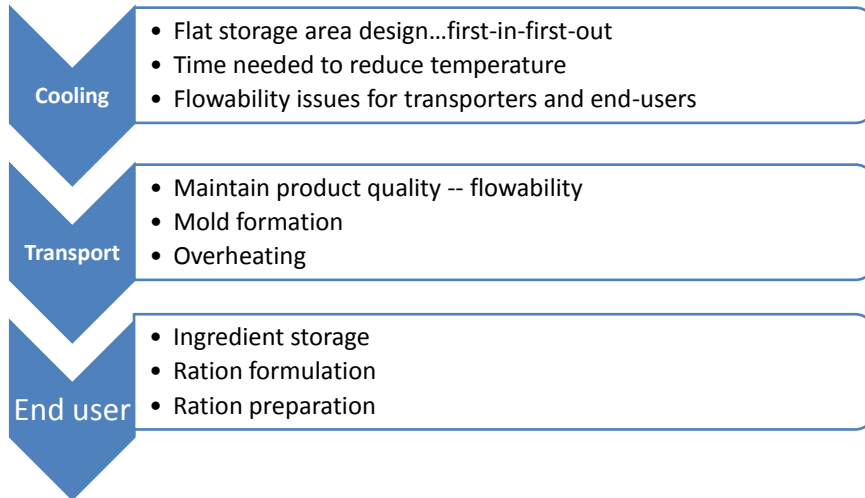 Cooling
• Flat storage area design…first-in-first-out
• Time needed to reduce temperature
• Flowability issues for transporters and end-users
Transport
• Maintain product quality -- flowability
• Mold formation
• Overheating
End user
• Ingredient storage
• Ration formulation
• Ration preparation